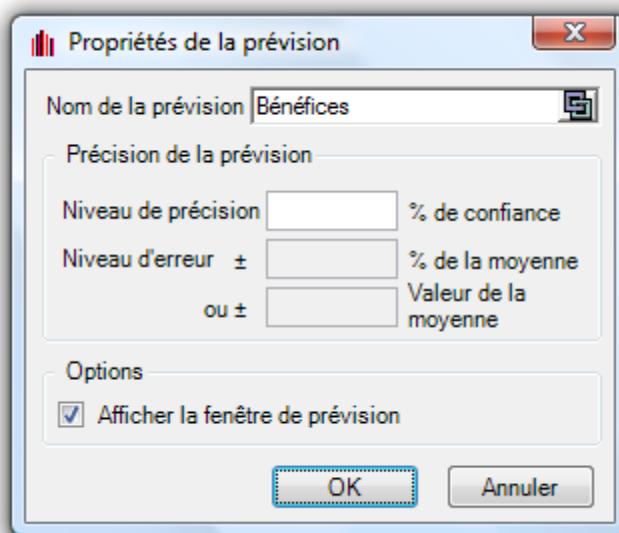 Propriétés de la prévision
Nom de la prévision Bénéfices
Précision de la prévision
Niveau de précision % de confiance
Niveau d'erreur ± % de la moyenne
ou ± Valeur de la
moyenne
Options
Afficher la fenêtre de prévision
OK Annuler